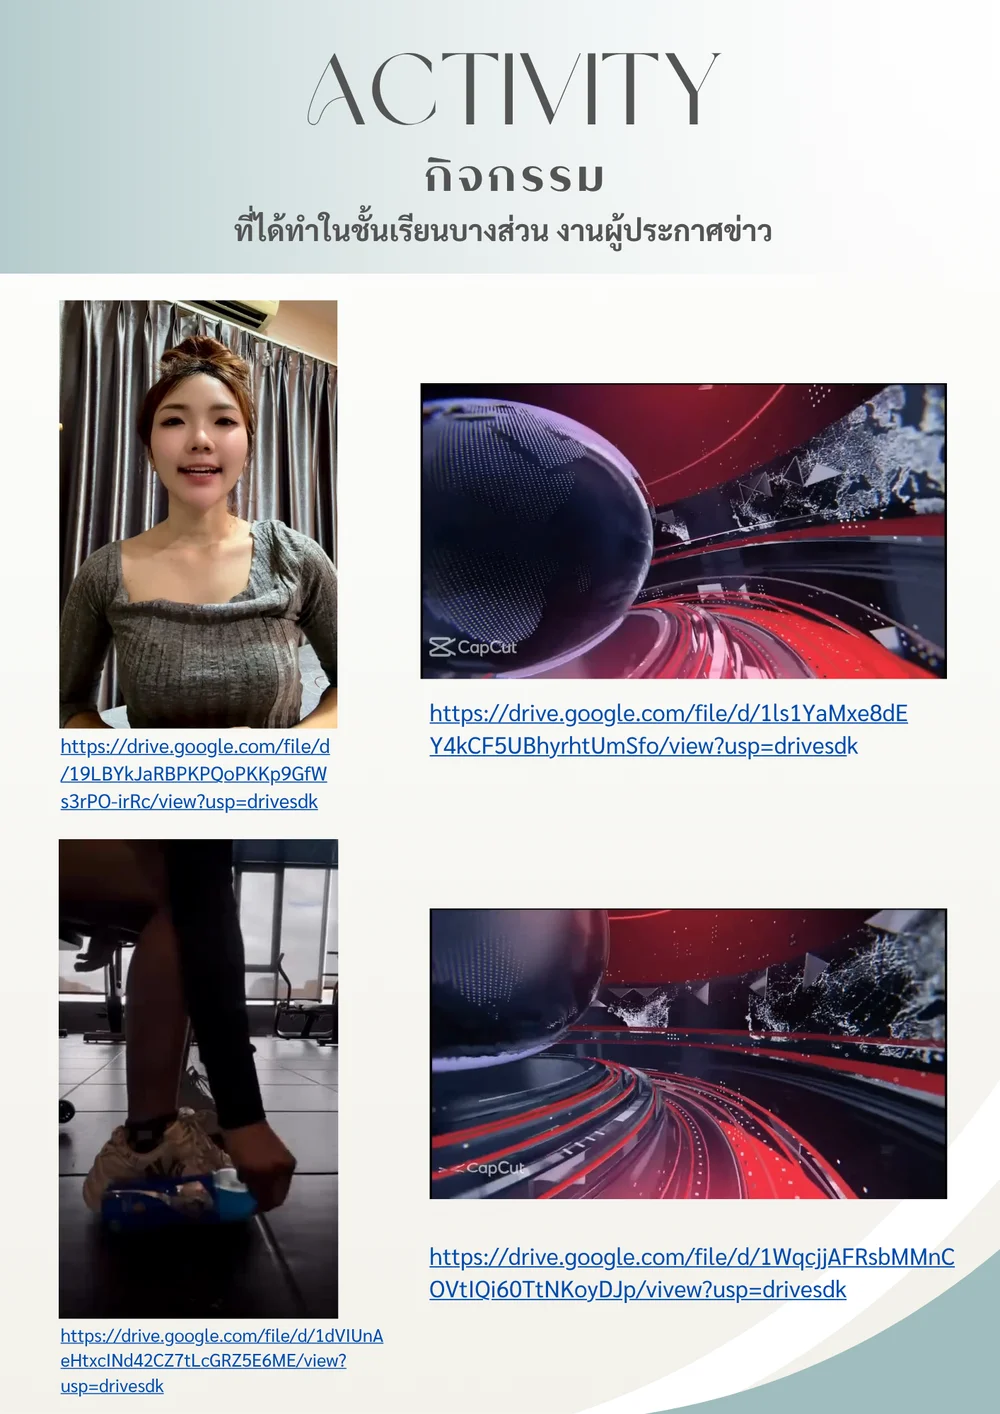 ACTIVITY
กิจกรรม
ที่ได้ทำในชั้นเรียนบางส่วน งานผู้ประกาศข่าว
CapCut
https://drive.google.com/file/d/1ls1YaMxe8dE
Y4kCF5UBhyrhtUmSfo/view?usp=drivesdk
https://drive.google.com/file/d
/19LBYkJaRBPKPQoPKKp9GfW
s3rPO-irRc/view?usp=drivesdk
CapCut
https://drive.google.com/file/d/1WqcjjAFRsbMMnC
OVtIQi60TtNKoyDJp/vivew?usp=drivesdk
https://drive.google.com/file/d/1dVIUnA
eHtxcINd42CZ7tLcGRZ5E6ME/view?
usp=drivesdk